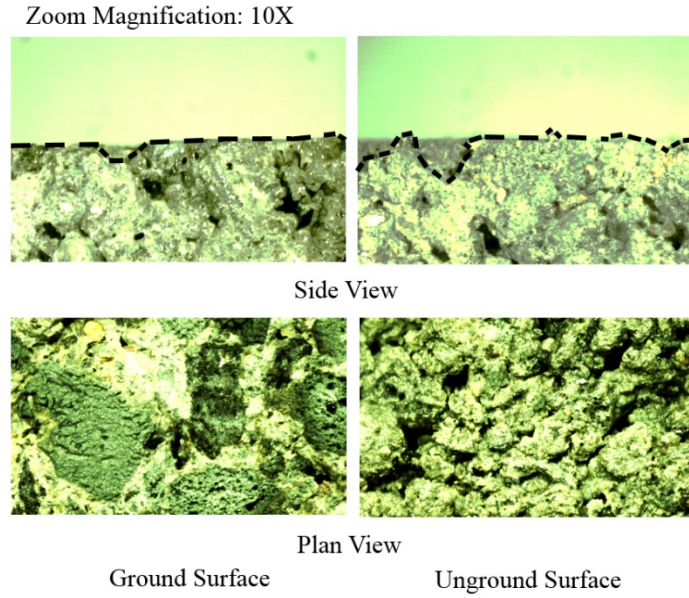 Zoom Magnification: 10X
Side View
Plan View
Ground Surface
Unground Surface